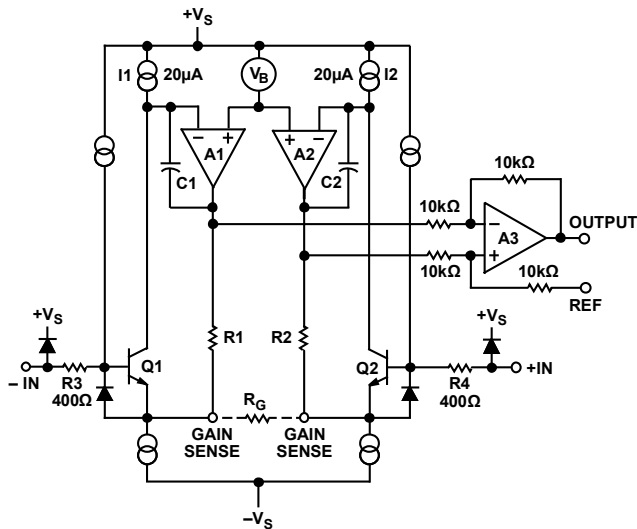 +VS
I1
20µA
VB
20µA
I2
−
+
+
−
A1
A2
C1
C2
10kΩ
10kΩ
−
A3
+
OUTPUT
10kΩ
10kΩ
REF
+VS
R1
R2
+VS
− IN
R3
400Ω
Q1
Q2
R4
400Ω
+IN
RG
GAIN
SENSE
GAIN
SENSE
−VS